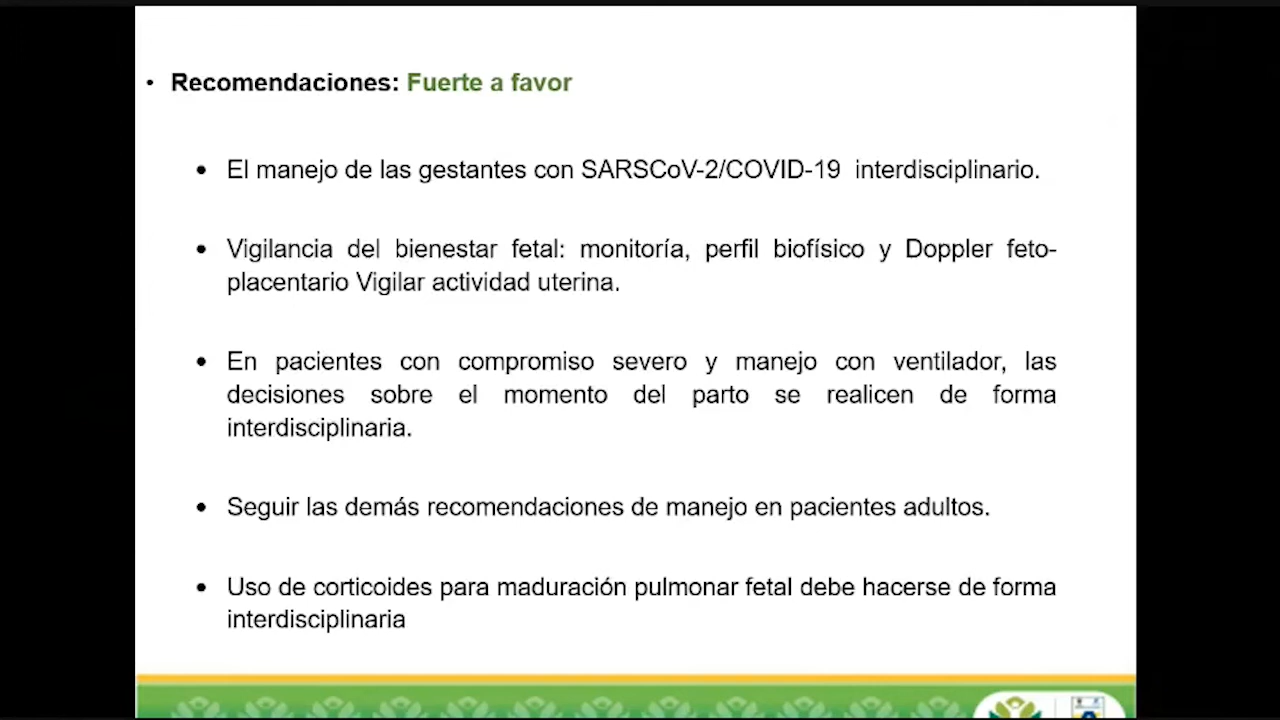 • Recomendaciones: Fuerte a favor
• El manejo de las gestantes con SARSCoV-2/COVID-19 interdisciplinario.
• Vigilancia del bienestar fetal: monitoría, perfil biofísico y Doppler feto-
placentario Vigilar actividad uterina.
• En pacientes con compromiso severo y manejo con ventilador, las
decisiones sobre el momento del parto se realicen de forma
interdisciplinaria.
• Seguir las demás recomendaciones de manejo en pacientes adultos.
• Uso de corticoides para maduración pulmonar fetal debe hacerse de forma
interdisciplinaria